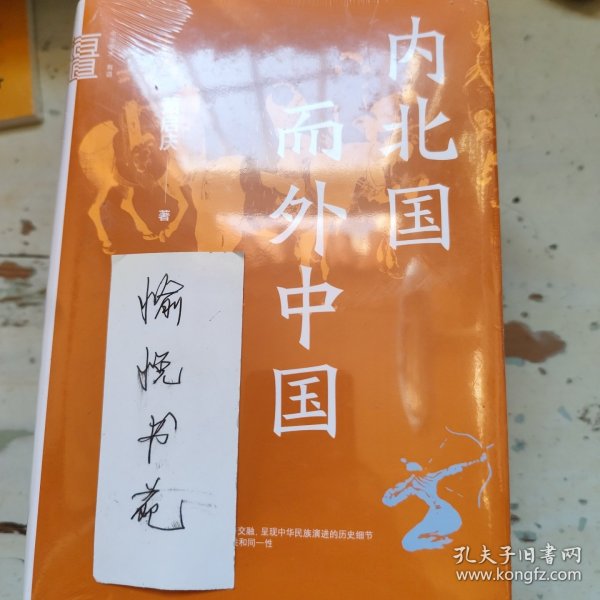 内北国
而外中国
著
愉悦书苑
交融，呈现中华民族演进的历史细节
和同一性
孔夫子旧书网
www.kongfz.com